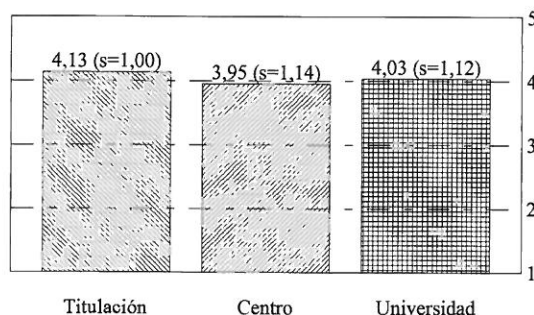 5
4,13 (s=1,00) 3,95 (s=1,14) 4,03 (s=1,12)
4
3
2
1
Titulación Centro Universidad